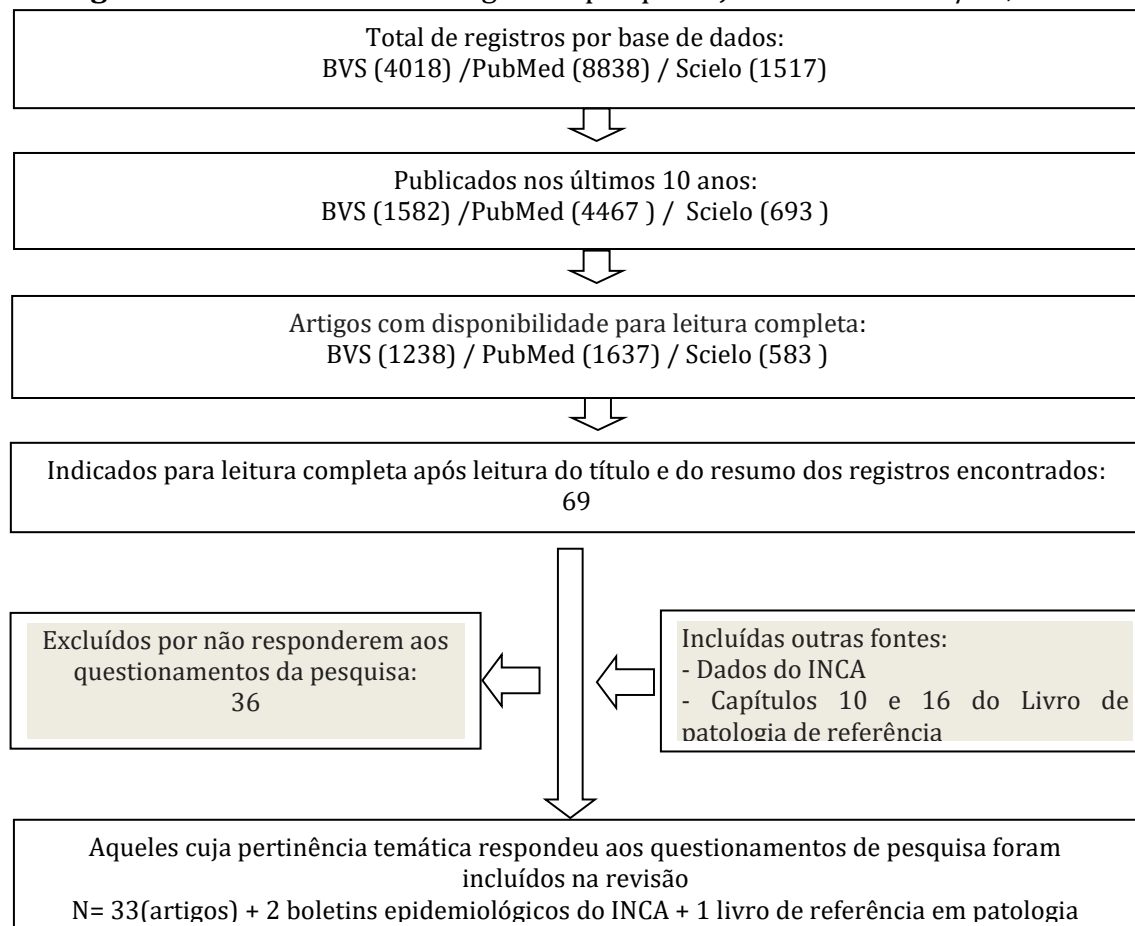 Total de registros por base de dados:
BVS (4018) /PubMed (8838) / Scielo (1517)
Publicados nos últimos 10 anos:
BVS (1582) /PubMed (4467 ) /  Scielo (693 )
Artigos com disponibilidade para leitura completa:
BVS (1238) / PubMed (1637) / Scielo (583 )
Indicados para leitura completa após leitura do título e do resumo dos registros encontrados:
69
Excluídos por não responderem aos
questionamentos da pesquisa:
36
Incluídas outras fontes:
- Dados do INCA
- Capítulos 10 e 16 do Livro de
patologia de referência
Aqueles cuja pertinência temática respondeu aos questionamentos de pesquisa foram
incluídos na revisão
N= 33(artigos) + 2 boletins epidemiológicos do INCA + 1 livro de referência em patologia